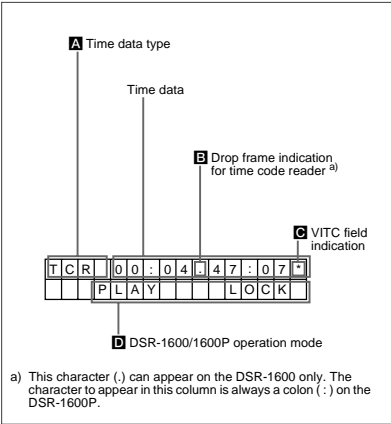 A Time data type
Time data
B Drop frame indication
for time code reader a)
C VITC field
indication
TCR 00:04.47:07*
PLAY LOCK
D DSR-1600/1600P operation mode
a) This character (.) can appear on the DSR-1600 only. The
character to appear in this column is always a colon ( : ) on the
DSR-1600P.